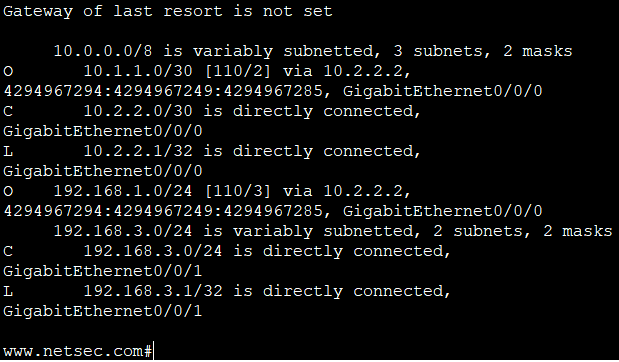 Gateway of last resort is not set
     10.0.0.0/8 is variably subnetted, 3 subnets, 2 masks
O       10.1.1.0/30 [110/2] via 10.2.2.2,
4294967294:4294967249:4294967285, GigabitEthernet0/0/0
C       10.2.2.0/30 is directly connected,
GigabitEthernet0/0/0
L       10.2.2.1/32 is directly connected,
GigabitEthernet0/0/0
O    192.168.1.0/24 [110/3] via 10.2.2.2,
4294967294:4294967249:4294967285, GigabitEthernet0/0/0
     192.168.3.0/24 is variably subnetted, 2 subnets, 2 masks
C       192.168.3.0/24 is directly connected,
GigabitEthernet0/0/1
L       192.168.3.1/32 is directly connected,
GigabitEthernet0/0/1
www.netsec.com#